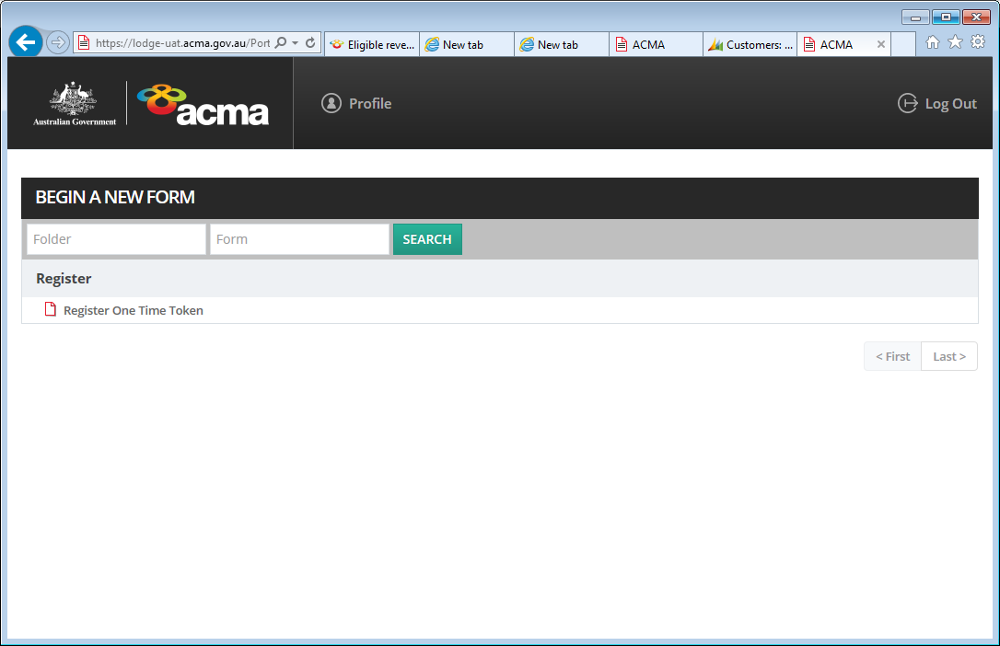 https://lodge-uat.acma.gov.au/Port
Eligible reve...
New tab
New tab
ACMA
Customers: ...
ACMA
Australian Government
acma
Profile
Log Out
BEGIN A NEW FORM
Folder
Form
SEARCH
Register
Register One Time Token
< First
Last >